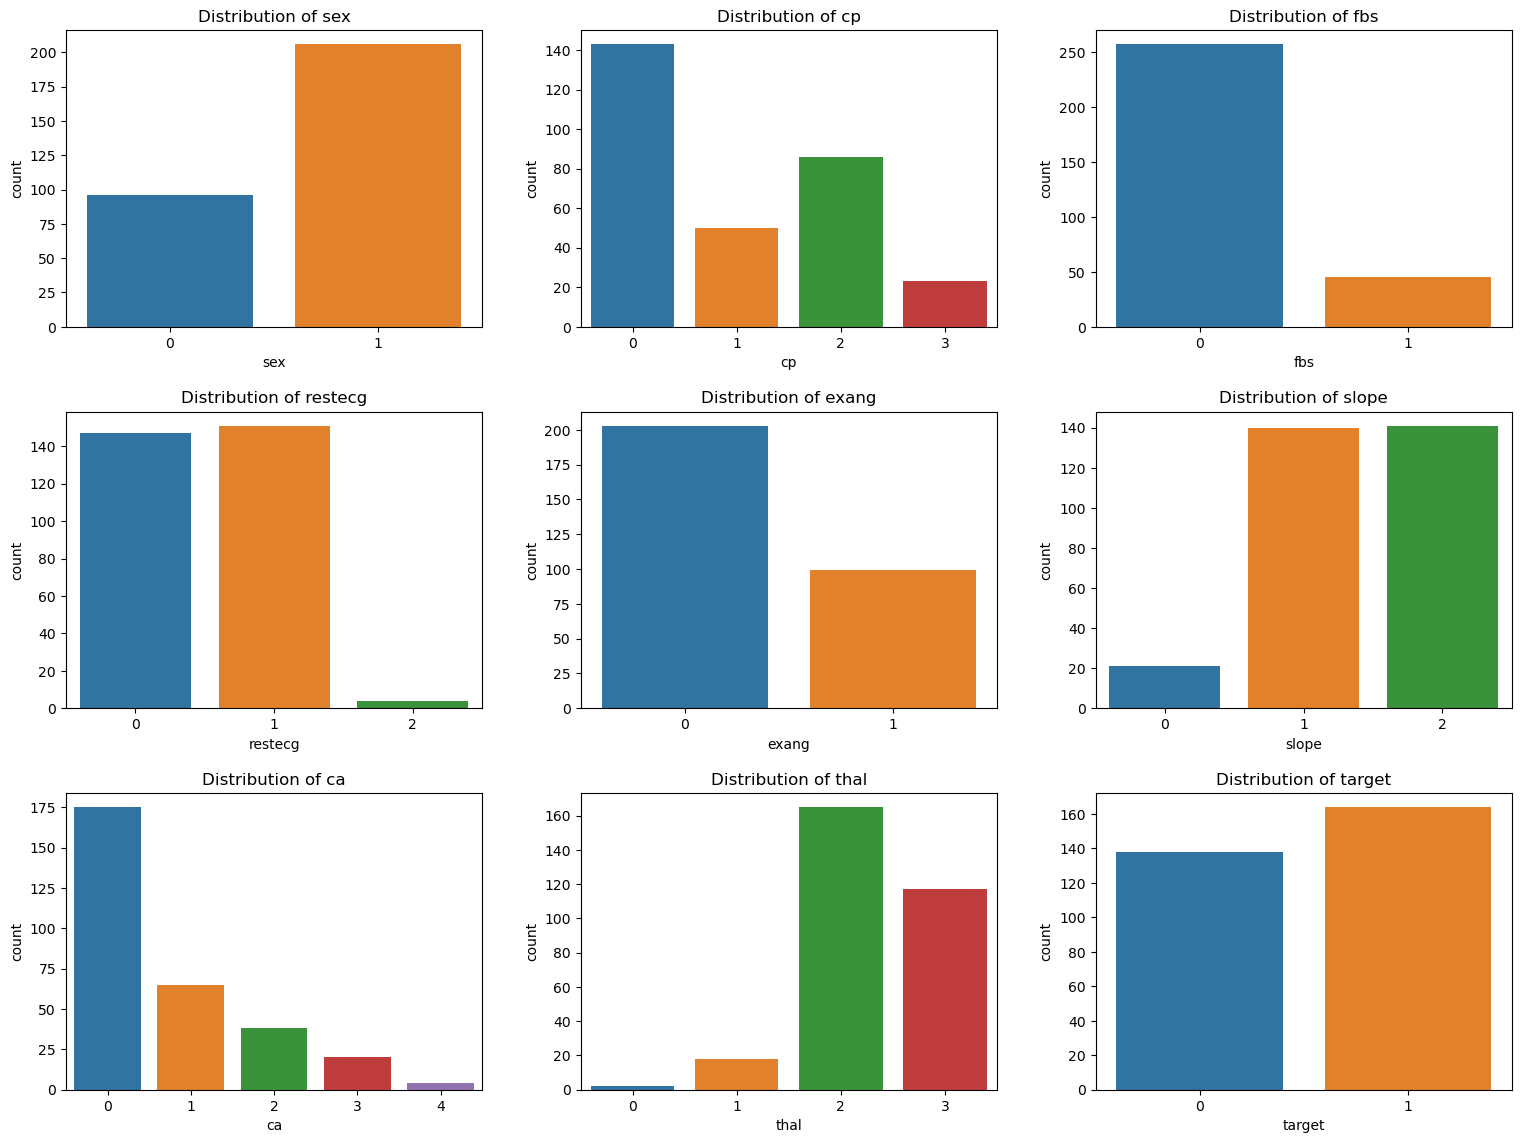 Distribution of sex
200
175
150
125
100
75
50
25
0
count
0 1
sex
Distribution of cp
140
120
100
80
60
40
20
0
count
0 1 2 3
cp
Distribution of fbs
250
200
150
100
50
0
count
0 1
fbs
Distribution of restecg
140
120
100
80
60
40
20
0
count
0 1 2
restecg
Distribution of exang
200
175
150
125
100
75
50
25
0
count
0 1
exang
Distribution of slope
140
120
100
80
60
40
20
0
count
0 1 2
slope
Distribution of ca
175
150
125
100
75
50
25
0
count
0 1 2 3 4
ca
Distribution of thal
160
140
120
100
80
60
40
20
0
count
0 1 2 3
thal
Distribution of target
160
140
120
100
80
60
40
20
0
count
0 1
target